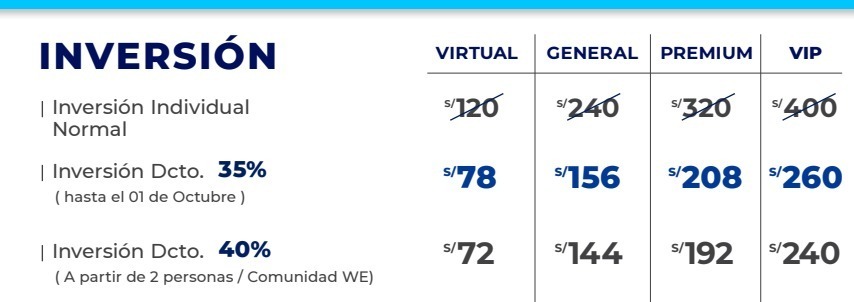 INVERSIÓN
VIRTUAL GENERAL PREMIUM VIP
| Inversión Individual Normal S/120 S/240 S/320 S/400
| Inversión Dcto. 35% S/78 S/156 S/208 S/260
( hasta el 01 de Octubre )
| Inversión Dcto. 40% S/72 S/144 S/192 S/240
( A partir de 2 personas / Comunidad WE)